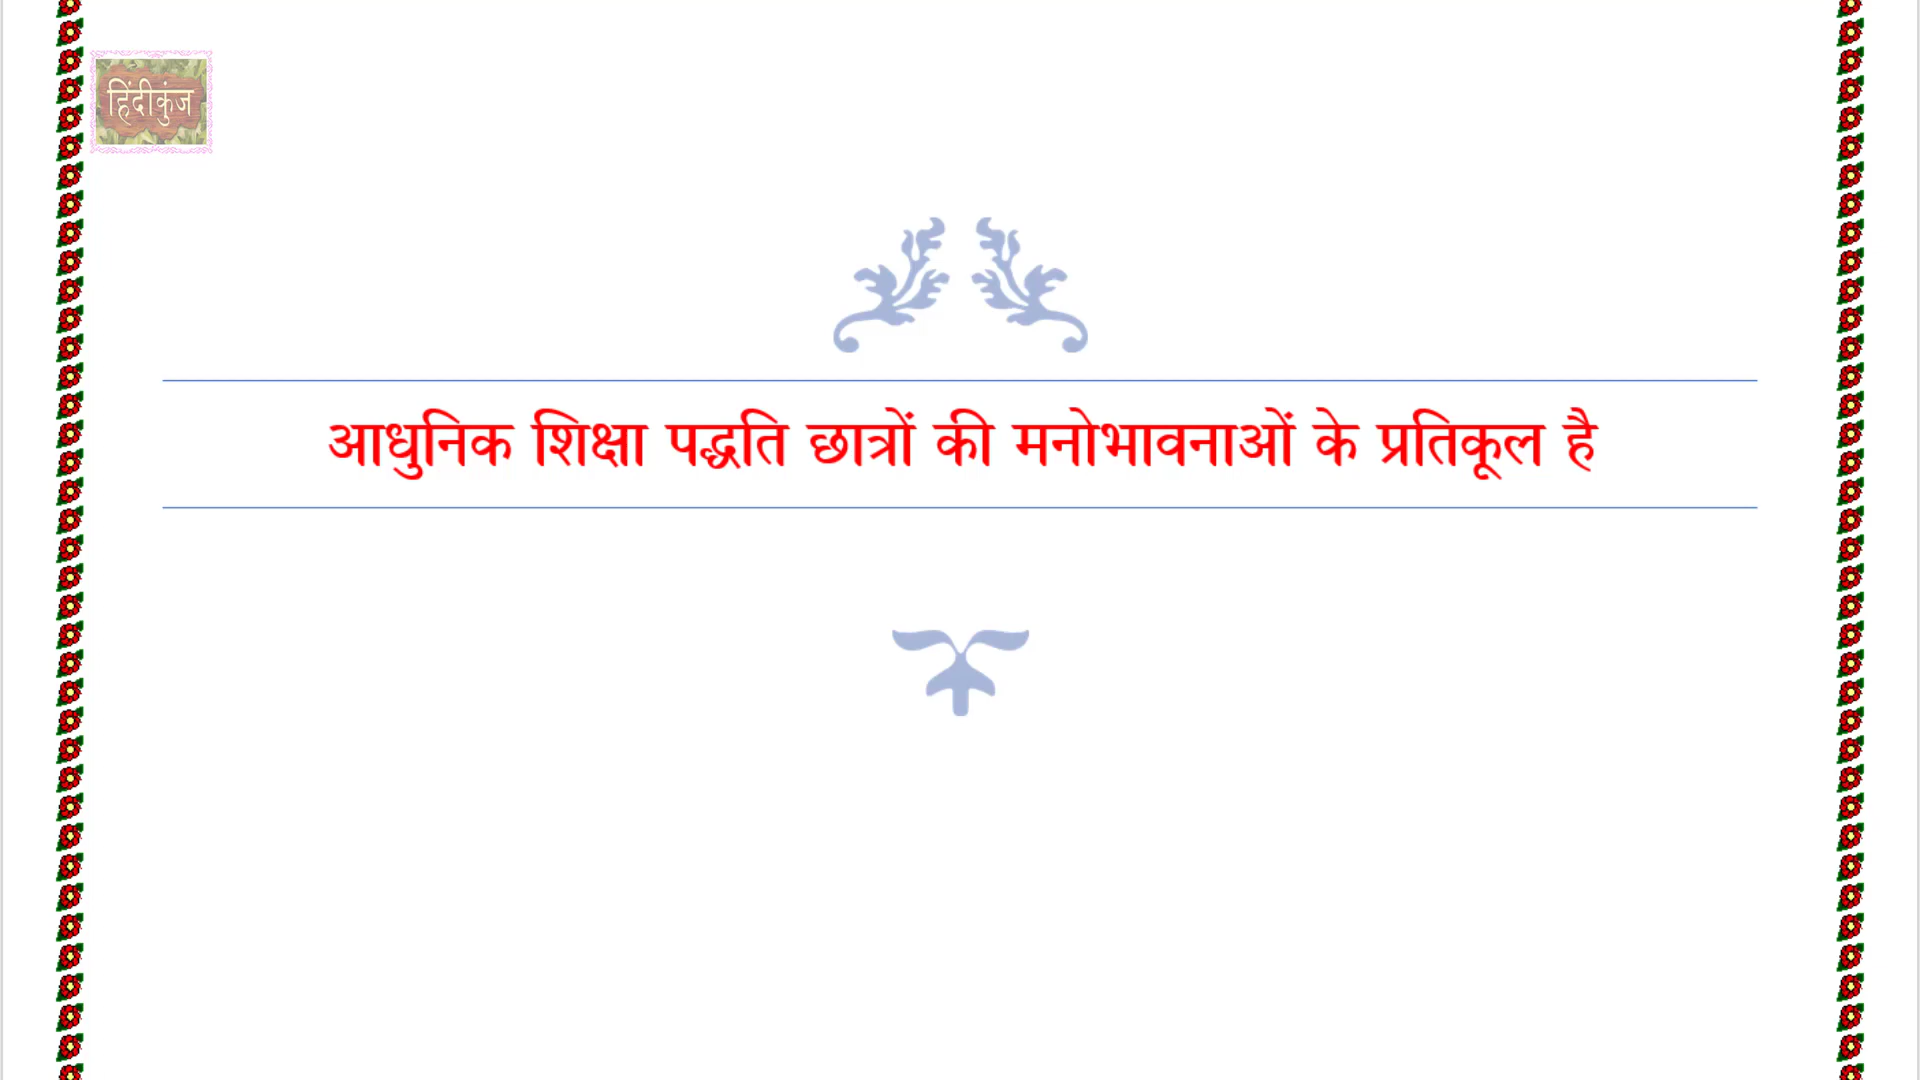 हिंदीकुंज
आधुनिक शिक्षा पद्धति छात्रों की मनोभावनाओं के प्रतिकूल है